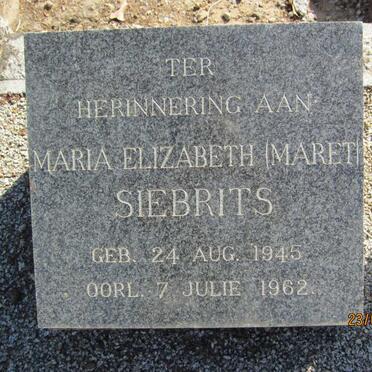 TER
HERINNERING AAN
MARIA ELIZABETH (MARET)
SIEBRITS
GEB. 24 AUG. 1945
OORL. 7 JULIE 1962.